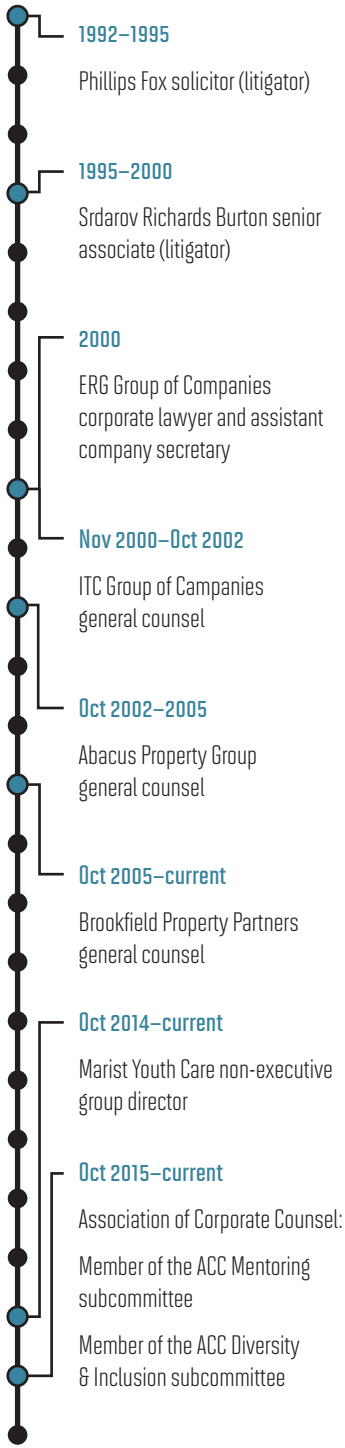 1992–1995
Phillips Fox solicitor (litigator)
1995–2000
Srdarov Richards Burton senior
associate (litigator)
2000
ERG Group of Companies
corporate lawyer and assistant
company secretary
Nov 2000–Oct 2002
ITC Group of Campanies
general counsel
Oct 2002–2005
Abacus Property Group
general counsel
Oct 2005–current
Brookfield Property Partners
general counsel
Oct 2014–current
Marist Youth Care non-executive
group director
Oct 2015–current
Association of Corporate Counsel:
Member of the ACC Mentoring
subcommittee
Member of the ACC Diversity
& Inclusion subcommittee